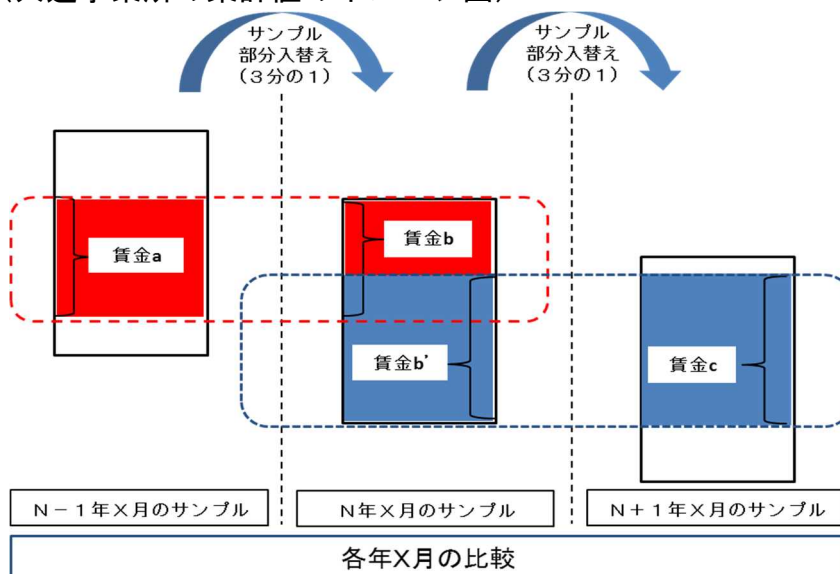 サンプル
部分入替え
(3分の1)
サンプル
部分入替え
(3分の1)
賃金a
賃金b
賃金b'
賃金c
N-1年X月のサンプル
N年X月のサンプル
N+1年X月のサンプル
各年X月の比較